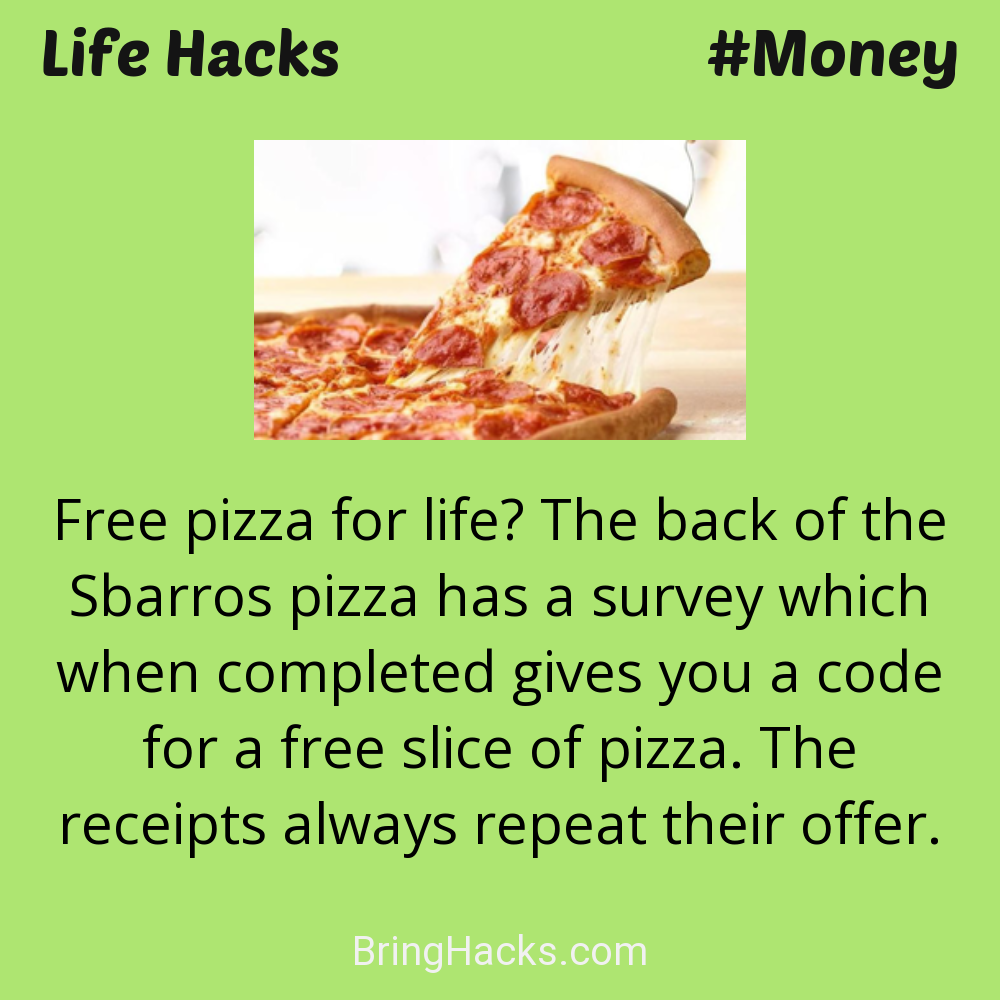 Life Hacks #Money
Free pizza for life? The back of the
Sbarros pizza has a survey which
when completed gives you a code
for a free slice of pizza. The
receipts always repeat their offer.
BringHacks.com